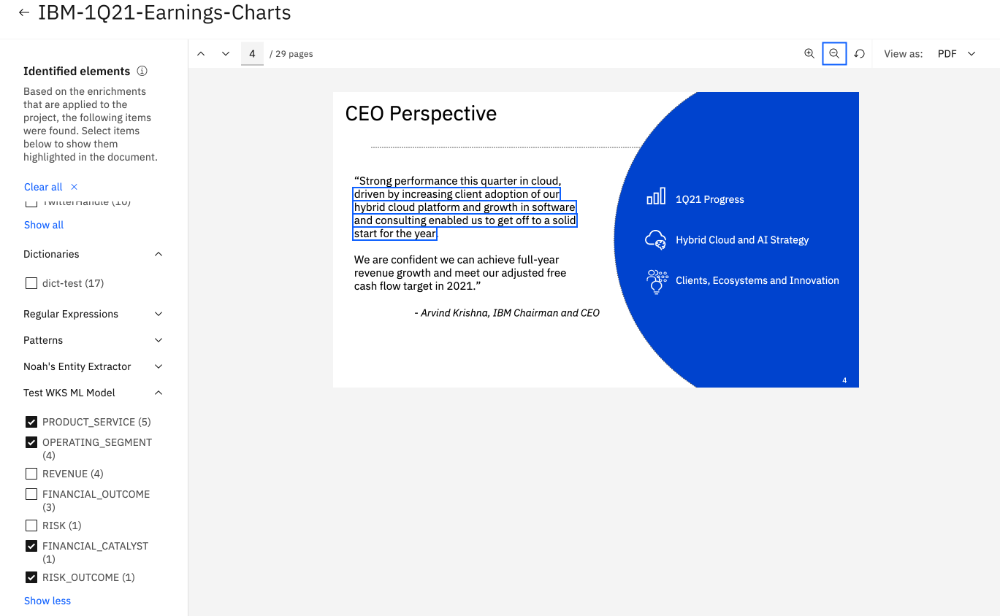 IBM-1Q21-Earnings-Charts
4 / 29 pages
View as: PDF
Identified elements
Based on the enrichments
that are applied to the
project, the following items
were found. Select items
below to show them
highlighted in the document.
Clear all ×
TwitterHandle (10)
Show all
Dictionaries
dict-test (17)
Regular Expressions
Patterns
Noah's Entity Extractor
Test WKS ML Model
PRODUCT_SERVICE (5)
OPERATING_SEGMENT
(4)
REVENUE (4)
FINANCIAL_OUTCOME
(3)
RISK (1)
FINANCIAL_CATALYST
(1)
RISK_OUTCOME (1)
Show less
CEO Perspective
“Strong performance this quarter in cloud,
driven by increasing client adoption of our
hybrid cloud platform and growth in software
and consulting enabled us to get off to a solid
start for the year.
We are confident we can achieve full-year
revenue growth and meet our adjusted free
cash flow target in 2021.”
- Arvind Krishna, IBM Chairman and CEO
1Q21 Progress
Hybrid Cloud and AI Strategy
Clients, Ecosystems and Innovation
4